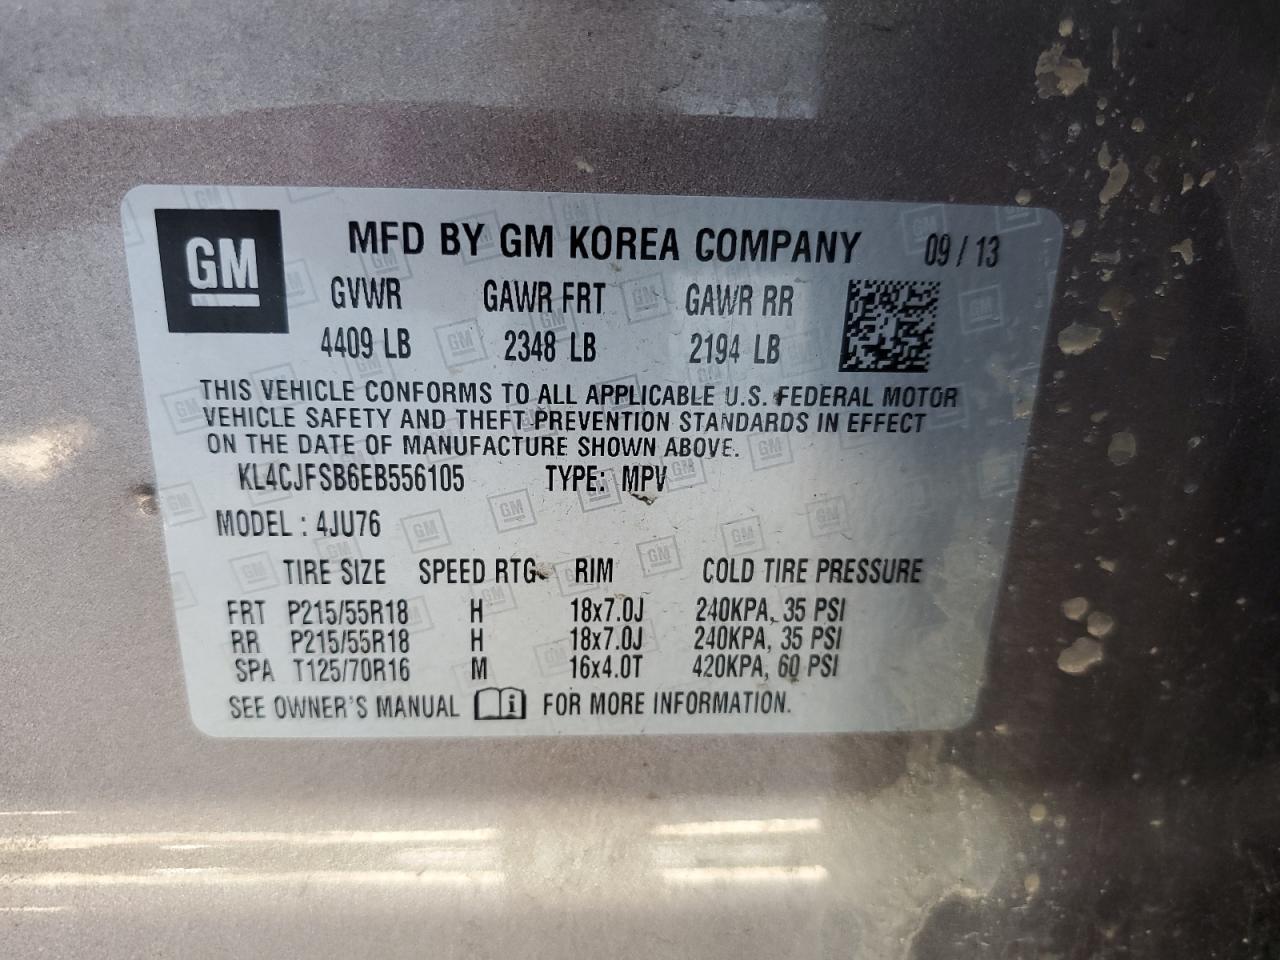 GM
MFD BY GM KOREA COMPANY 09 / 13
GVWR GAWR FRT GAWR RR
4409 LB 2348 LB 2194 LB
THIS VEHICLE CONFORMS TO ALL APPLICABLE U.S. FEDERAL MOTOR
VEHICLE SAFETY AND THEFT PREVENTION STANDARDS IN EFFECT
ON THE DATE OF MANUFACTURE SHOWN ABOVE.
KL4CJFSB6EB556105 TYPE: MPV
MODEL : 4JU76
TIRE SIZE SPEED RTG RIM COLD TIRE PRESSURE
FRT P215/55R18 H 18x7.0J 240KPA, 35 PSI
RR P215/55R18 H 18x7.0J 240KPA, 35 PSI
SPA T125/70R16 M 16x4.0T 420KPA, 60 PSI
SEE OWNER'S MANUAL i FOR MORE INFORMATION.